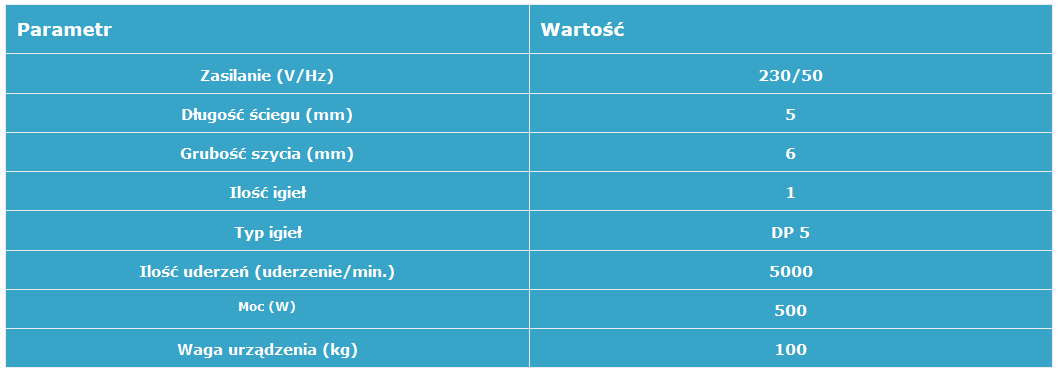 Parametr Wartość
Zasilanie (V/Hz) 230/50
Długość ściegu (mm) 5
Grubość szycia (mm) 6
Ilość igieł 1
Typ igieł DP 5
Ilość uderzeń (uderzenie/min.) 5000
Moc (W) 500
Waga urządzenia (kg) 100